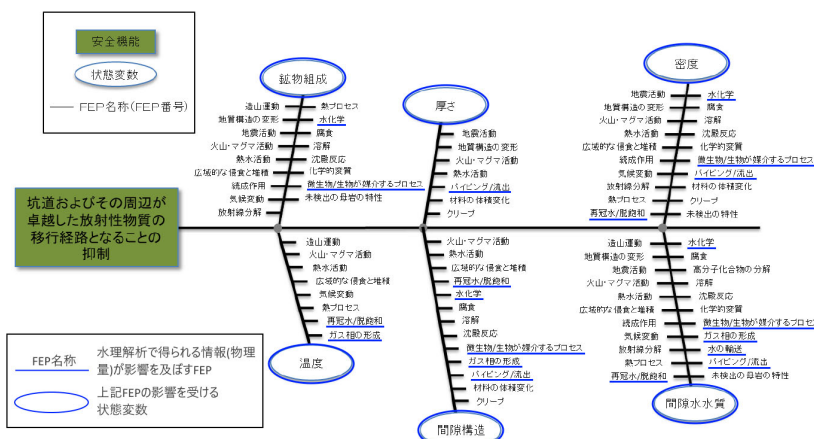 安全機能
状態変数
FEP名称(FEP番号)
坑道およびその周辺が
卓越した放射性物質の
移行経路となることの
抑制
FEP名称
水理解析で得られる情報(物理
量)が影響を及ぼすFEP
上記FEPの影響を受ける
状態変数
鉱物組成
造山運動
地質構造の変形
地震活動
火山・マグマ活動
熱水活動
広域的な侵食と堆積
続成作用
気候変動
放射線分解
熱プロセス
水化学
腐食
溶解
沈殿反応
化学的変質
微生物/生物が媒介するプロセス
未検出の母岩の特性
厚さ
地震活動
地質構造の変形
火山・マグマ活動
熱水活動
パイピング/流出
材料の体積変化
クリープ
密度
地震活動
地質構造の変形
火山・マグマ活動
熱水活動
広域的な侵食と堆積
続成作用
気候変動
放射線分解
熱プロセス
再冠水/脱飽和
水化学
腐食
溶解
沈殿反応
化学的変質
微生物/生物が媒介するプロセス
パイピング/流出
材料の体積変化
クリープ
未検出の特性
造山運動
火山・マグマ活動
熱水活動
広域的な侵食と堆積
気候変動
熱プロセス
再冠水/脱飽和
ガス相の形成
温度
火山・マグマ活動
熱水活動
広域的な侵食と堆積
再冠水/脱飽和
水化学
腐食
溶解
沈殿反応
微生物/生物が媒介するプロセス
ガス相の形成
パイピング/流出
材料の体積変化
クリープ
間隙構造
造山運動
地質構造の変形
地震活動
火山・マグマ活動
熱水活動
広域的な侵食と堆積
続成作用
気候変動
放射線分解
熱プロセス
再冠水/脱飽和
水化学
腐食
高分子化合物の分解
溶解
沈殿反応
化学的変質
微生物/生物が媒介するプロセス
ガス相の形成
水の輸送
パイピング/流出
未検出の母岩の特性
間隙水水質